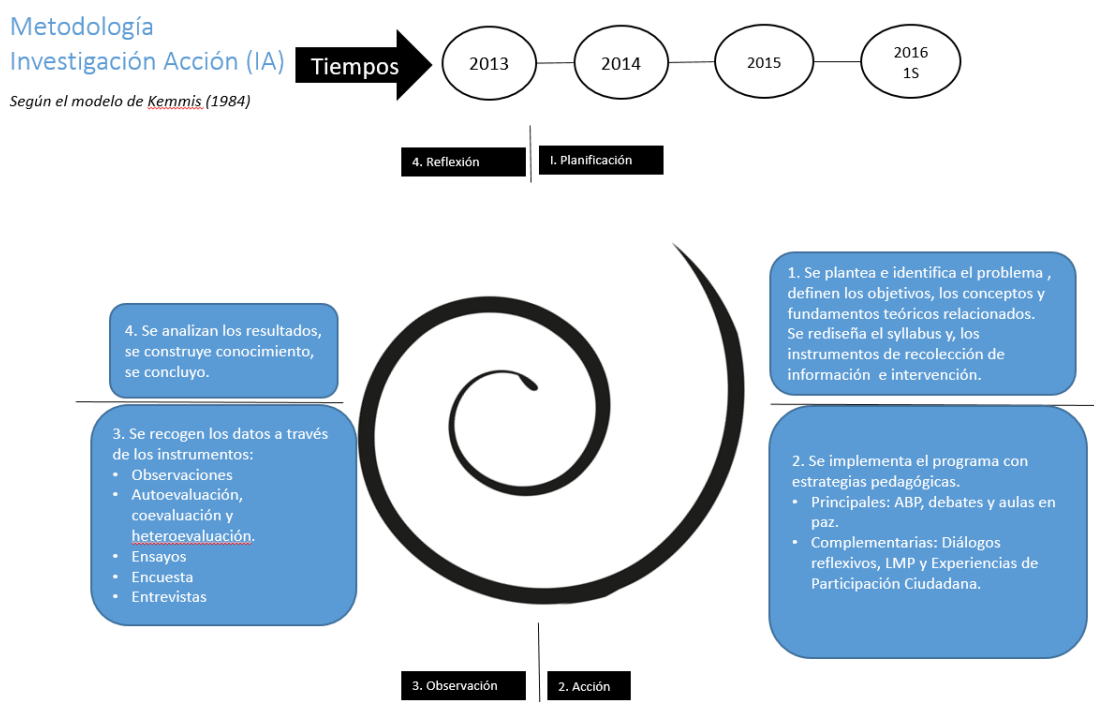 Metodología
Investigación Acción (IA)
Según el modelo de Kemmis (1984)
Tiempos
2013
2014
2015
2016
1S
4. Reflexión
I. Planificación
1. Se plantea e identifica el problema ,
definen los objetivos, los conceptos y
fundamentos teóricos relacionados.
Se rediseña el syllabus y, los
instrumentos de recolección de
información e intervención.
4. Se analizan los resultados,
se construye conocimiento,
se concluyo.
3. Se recogen los datos a través
de los instrumentos:
• Observaciones
• Autoevaluación,
coevaluación y
heteroevaluación.
• Ensayos
• Encuesta
• Entrevistas
2. Se implementa el programa con
estrategias pedagógicas.
• Principales: ABP, debates y aulas en
paz.
• Complementarias: Diálogos
reflexivos, LMP y Experiencias de
Participación Ciudadana.
3. Observación
2. Acción